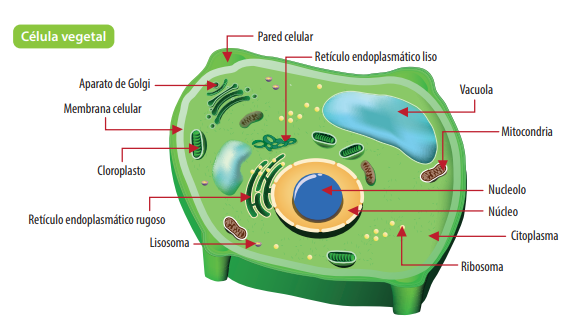 Célula vegetal
Pared celular
Retículo endoplasmático liso
Aparato de Golgi
Vacuola
Membrana celular
Mitocondria
Cloroplasto
Nucleolo
Núcleo
Retículo endoplasmático rugoso
Citoplasma
Lisosoma
Ribosoma